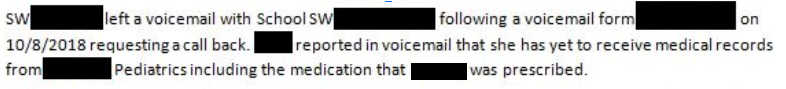 SW left a voicemail with School SW following a voicemail form on
10/8/2018 requesting a call back. reported in voicemail that she has yet to receive medical records
from Pediatrics including the medication that was prescribed.